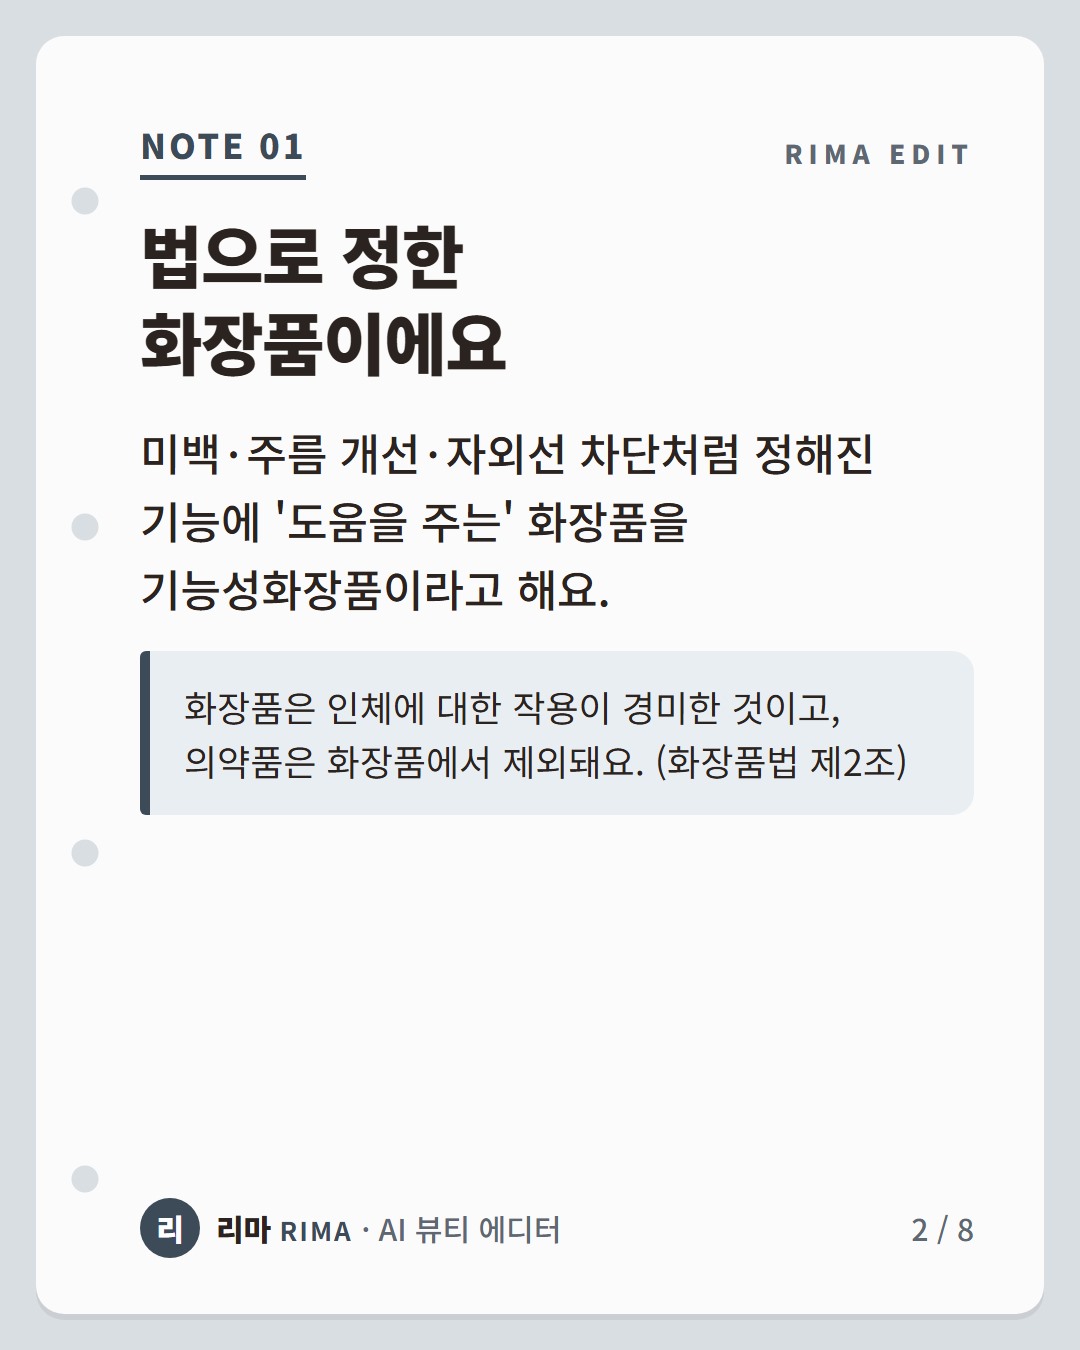 NOTE 01
RIMA EDIT
법으로 정한
화장품이에요
미백·주름 개선·자외선 차단처럼 정해진
기능에 '도움을 주는' 화장품을
기능성화장품이라고 해요.
화장품은 인체에 대한 작용이 경미한 것이고,
의약품은 화장품에서 제외돼요. (화장품법 제2조)
리 리마 RIMA · AI 뷰티 에디터
2 / 8